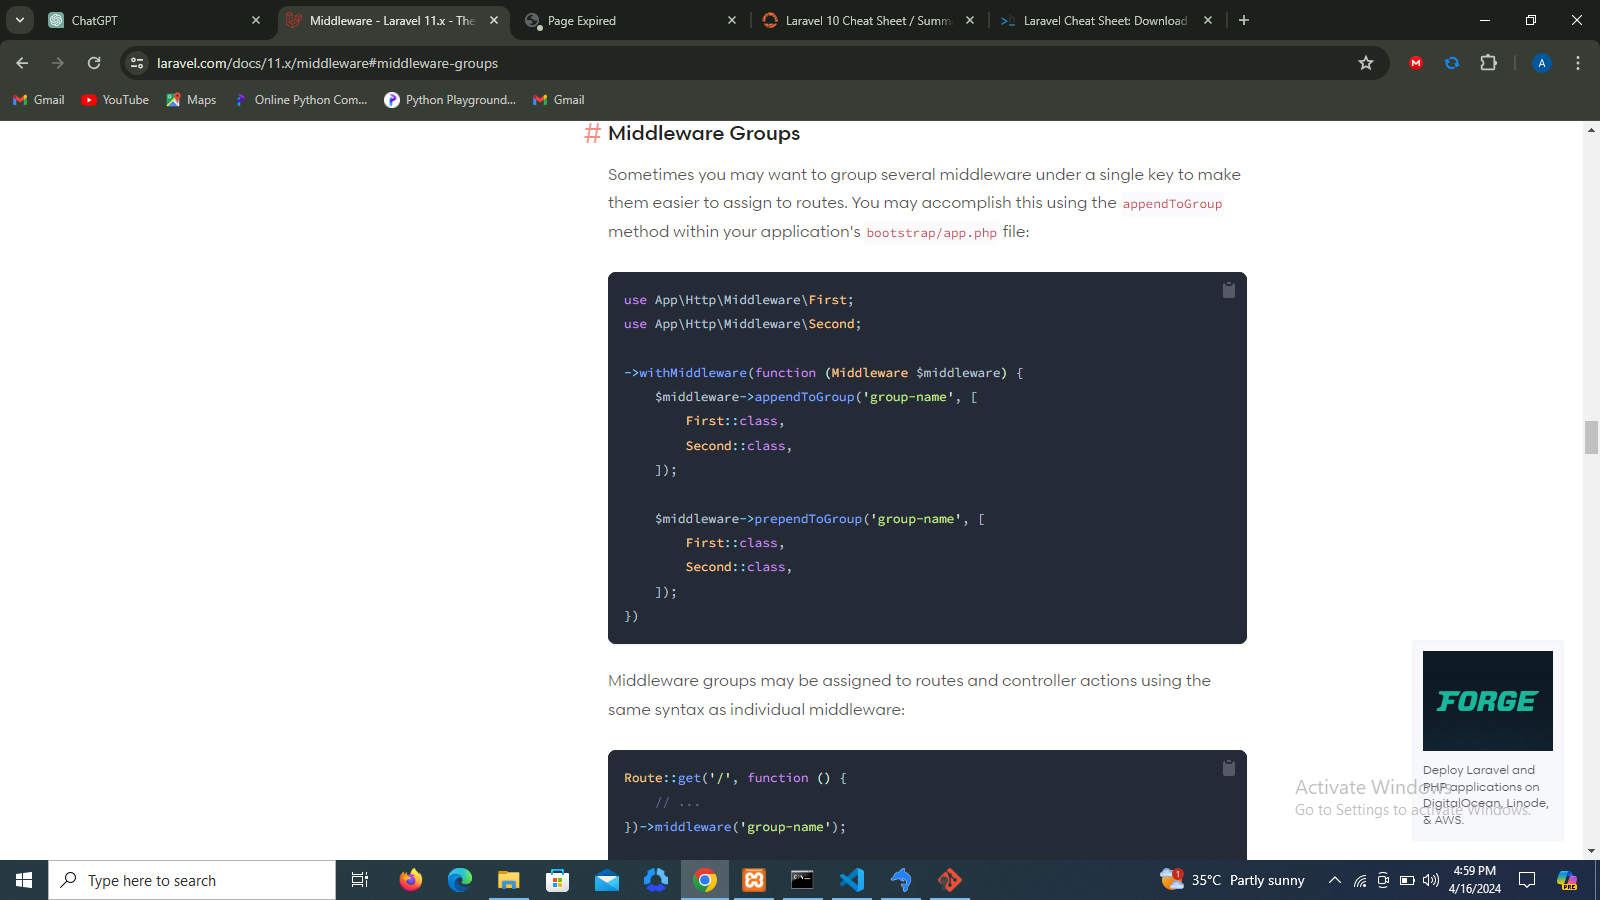 ChatGPT
Middleware - Laravel 11.x - The
Page Expired
Laravel 10 Cheat Sheet / Summ
Laravel Cheat Sheet: Download
laravel.com/docs/11.x/middleware#middleware-groups
M
A
Gmail
YouTube
Maps
Online Python Com...
Python Playground...
Gmail
# Middleware Groups
Sometimes you may want to group several middleware under a single key to make
them easier to assign to routes. You may accomplish this using the appendToGroup
method within your application's bootstrap/app.php file:
use App\Http\Middleware\First;
use App\Http\Middleware\Second;
->withMiddleware(function (Middleware $middleware) {
$middleware->appendToGroup('group-name', [
First::class,
Second::class,
]);
$middleware->prependToGroup('group-name', [
First::class,
Second::class,
]);
})
Middleware groups may be assigned to routes and controller actions using the
same syntax as individual middleware:
Route::get('/', function () {
// ...
})->middleware('group-name');
FORGE
Deploy Laravel and
PHP applications on
DigitalOcean, Linode,
& AWS.
Activate Windows
Go to Settings to activate Windows.
Type here to search
1
35°C Partly sunny
4:59 PM
4/16/2024
PRE